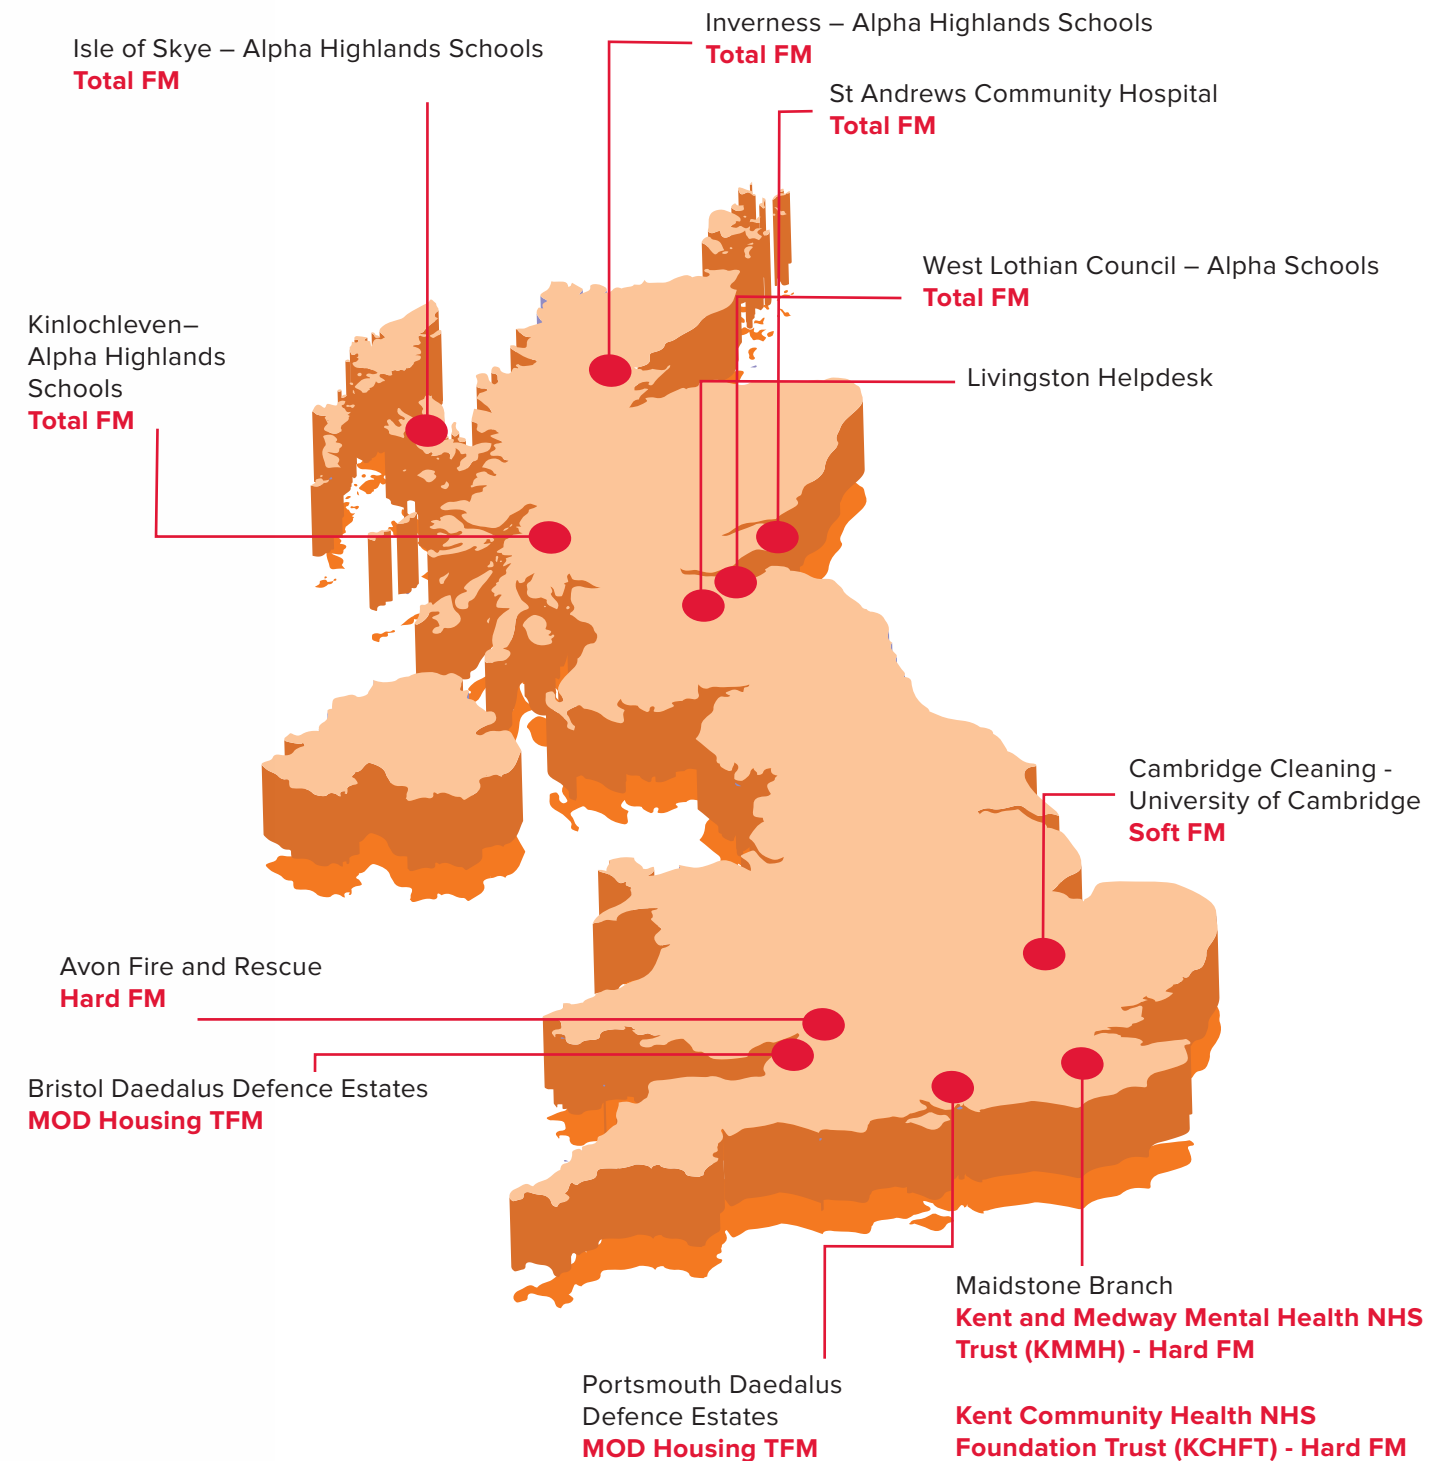 Inverness – Alpha Highlands Schools
Total FM
Isle of Skye – Alpha Highlands Schools
Total FM
St Andrews Community Hospital
Total FM
West Lothian Council – Alpha Schools
Total FM
Kinlochleven–
Alpha Highlands
Schools
Total FM
Livingston Helpdesk
Cambridge Cleaning -
University of Cambridge
Soft FM
Avon Fire and Rescue
Hard FM
Bristol Daedalus Defence Estates
MOD Housing TFM
Maidstone Branch
Kent and Medway Mental Health NHS
Trust (KMMH) - Hard FM
Kent Community Health NHS
Foundation Trust (KCHFT) - Hard FM
Portsmouth Daedalus
Defence Estates
MOD Housing TFM